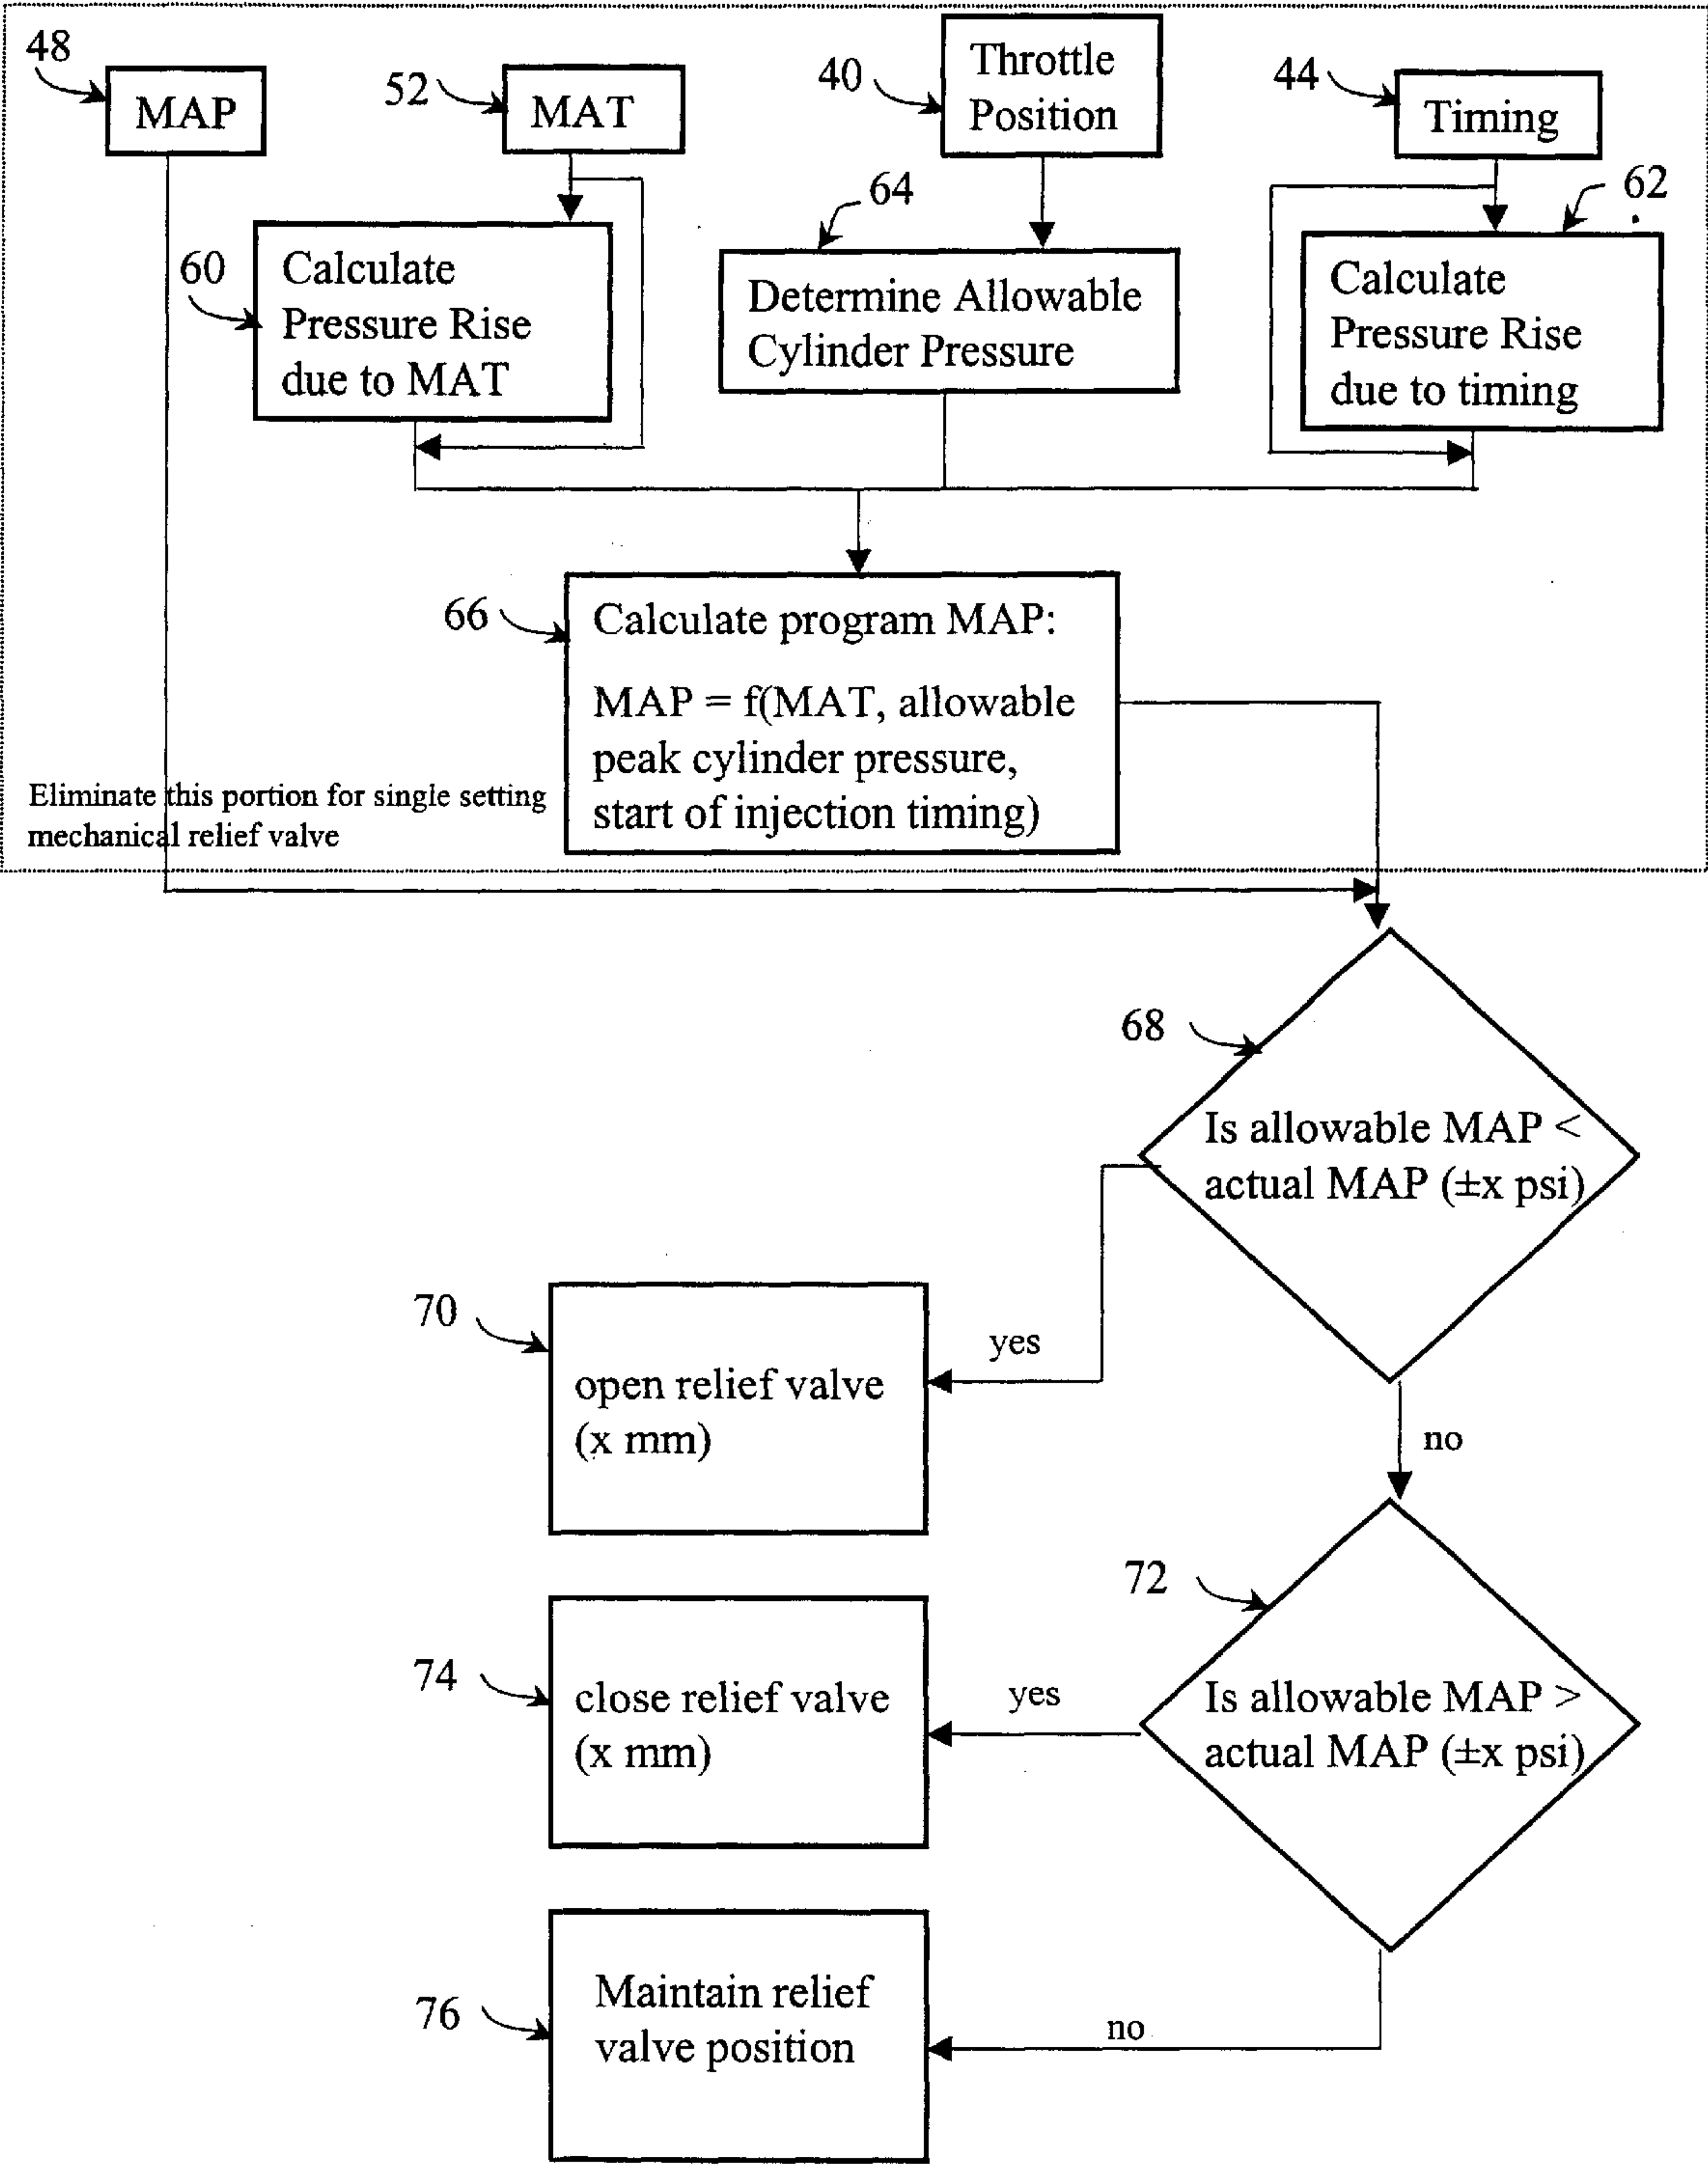 48
MAP
52
MAT
40
Throttle
Position
44
Timing
60
Calculate
Pressure Rise
due to MAT
64
Determine Allowable
Cylinder Pressure
62
Calculate
Pressure Rise
due to timing
66
Calculate program MAP:
MAP = f(MAT, allowable
peak cylinder pressure,
start of injection timing)
Eliminate this portion for single setting
mechanical relief valve
68
Is allowable MAP <
actual MAP (±x psi)
yes
70
open relief valve
(x mm)
no
72
Is allowable MAP >
actual MAP (±x psi)
yes
74
close relief valve
(x mm)
no
76
Maintain relief
valve position